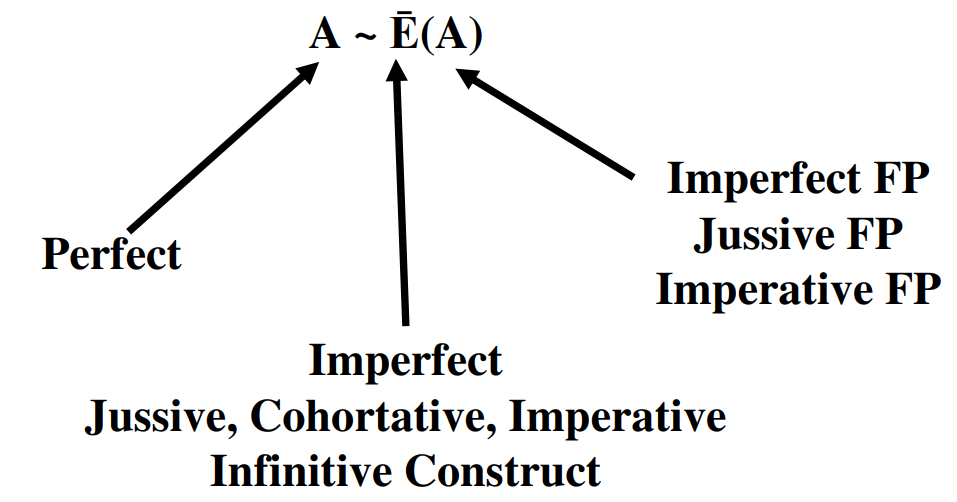 A ~ Ē(A)
Perfect
Imperfect FP
Jussive FP
Imperative FP
Imperfect
Jussive, Cohortative, Imperative
Infinitive Construct